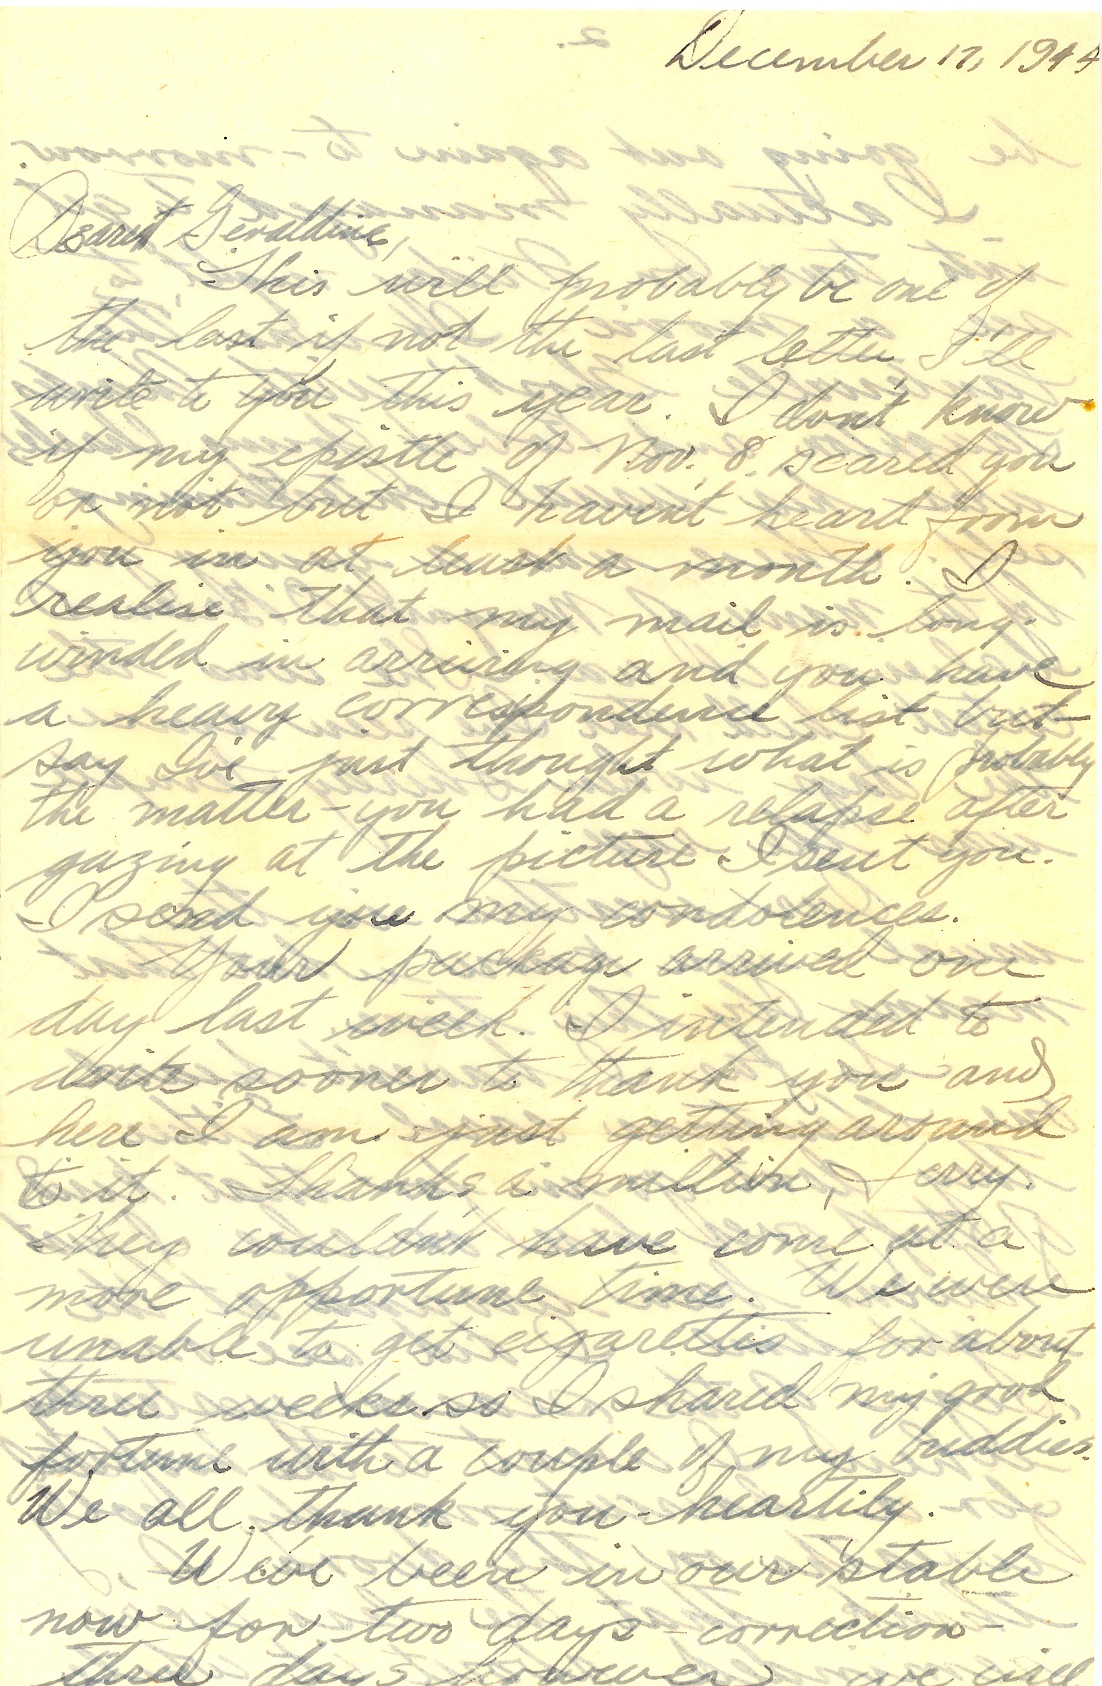 December 17, 1944
2.
Dearest Geraldine,
This will probably be one of
the last if not the last letter I'll
write to you this year. I don't know
if my epistle of Nov. 8. scared you
or not but I haven't heard from
you in at least a month. I
realise that my mail is long-
winded in arriving and you have
a heavy correspondence list but-
say I've just thought what is probably
the matter - you had a relapse after
gazing at the picture I sent you.
I send you my condolences.
Your package arrived one
day last week. I intended to
write sooner to thank you and
here I am just getting around
to it. Thanks a million, Jerry.
They couldn't have come at a
more opportune time. We were
unable to get cigarettes for about
three weeks so I shared my good
fortune with a couple of my buddies.
We all thank you - heartily.
We've been in our stable
now for two days - correction -
three days however we will